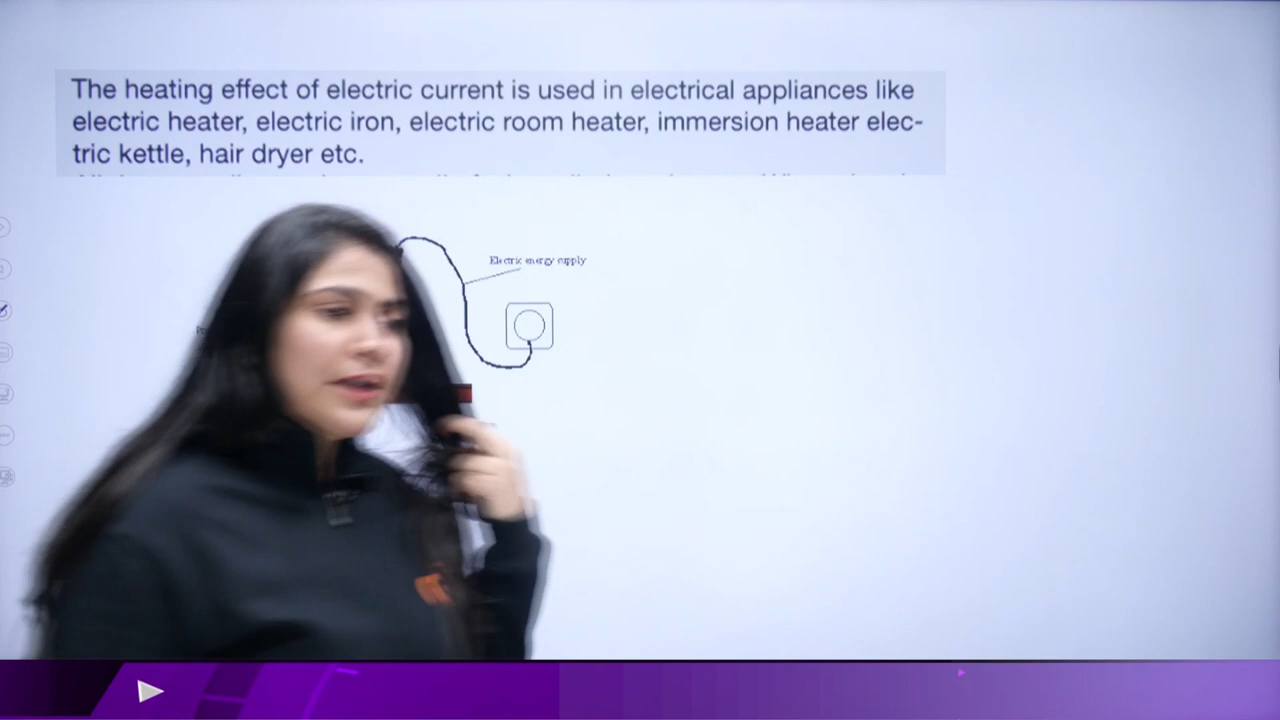 The heating effect of electric current is used in electrical appliances like
electric heater, electric iron, electric room heater, immersion heater elec-
tric kettle, hair dryer etc.
Electric energy supply